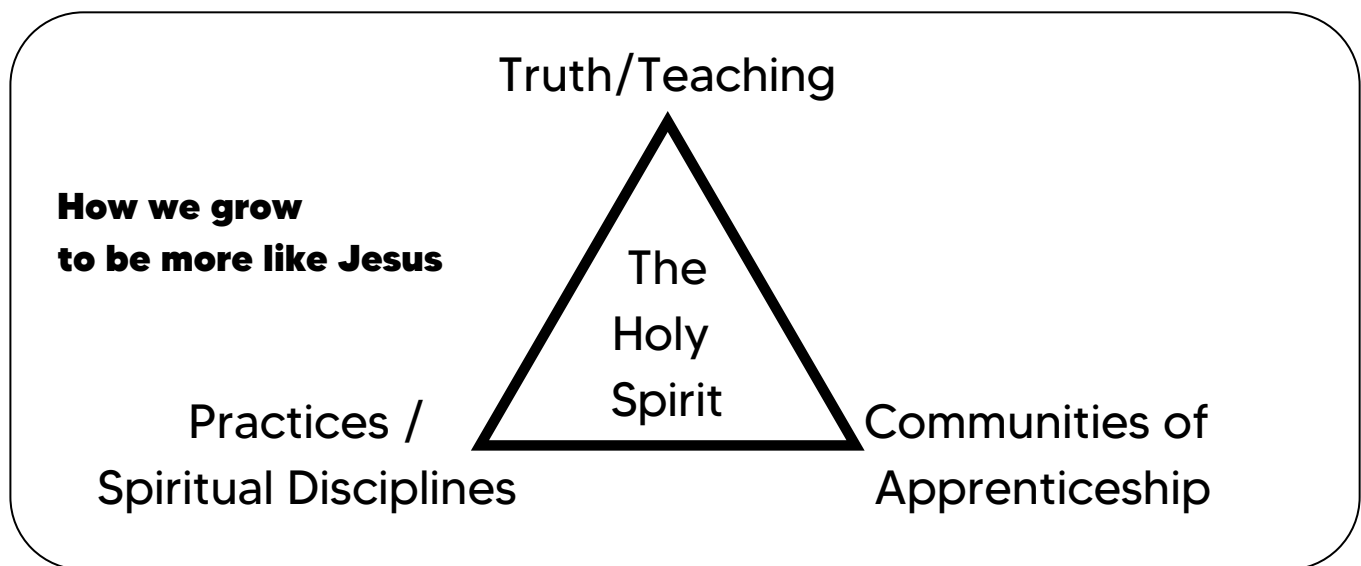 Truth/Teaching
How we grow
to be more like Jesus
The
Holy
Spirit
Practices /
Spiritual Disciplines
Communities of
Apprenticeship